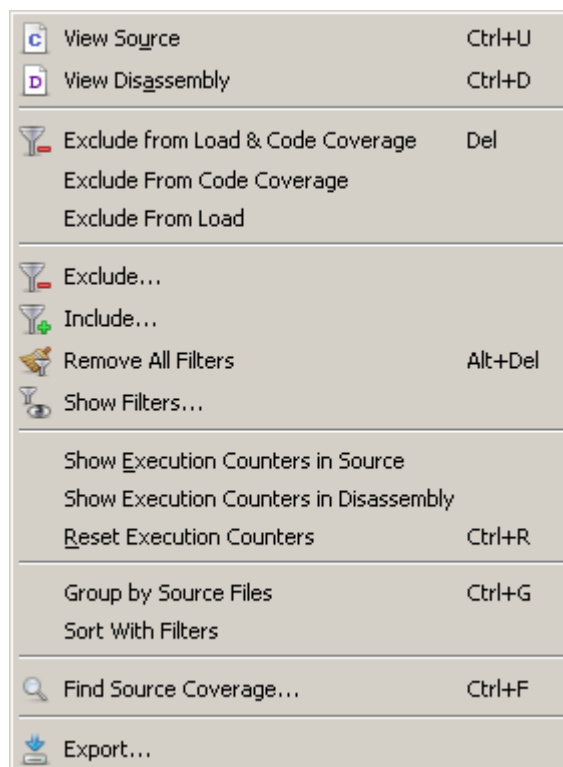 C View Source Ctrl+U
D View Disassembly Ctrl+D
Exclude from Load & Code Coverage Del
Exclude From Code Coverage
Exclude From Load
Exclude...
Include...
Remove All Filters Alt+Del
Show Filters...
Show Execution Counters in Source
Show Execution Counters in Disassembly
Reset Execution Counters Ctrl+R
Group by Source Files Ctrl+G
Sort With Filters
Find Source Coverage... Ctrl+F
Export...